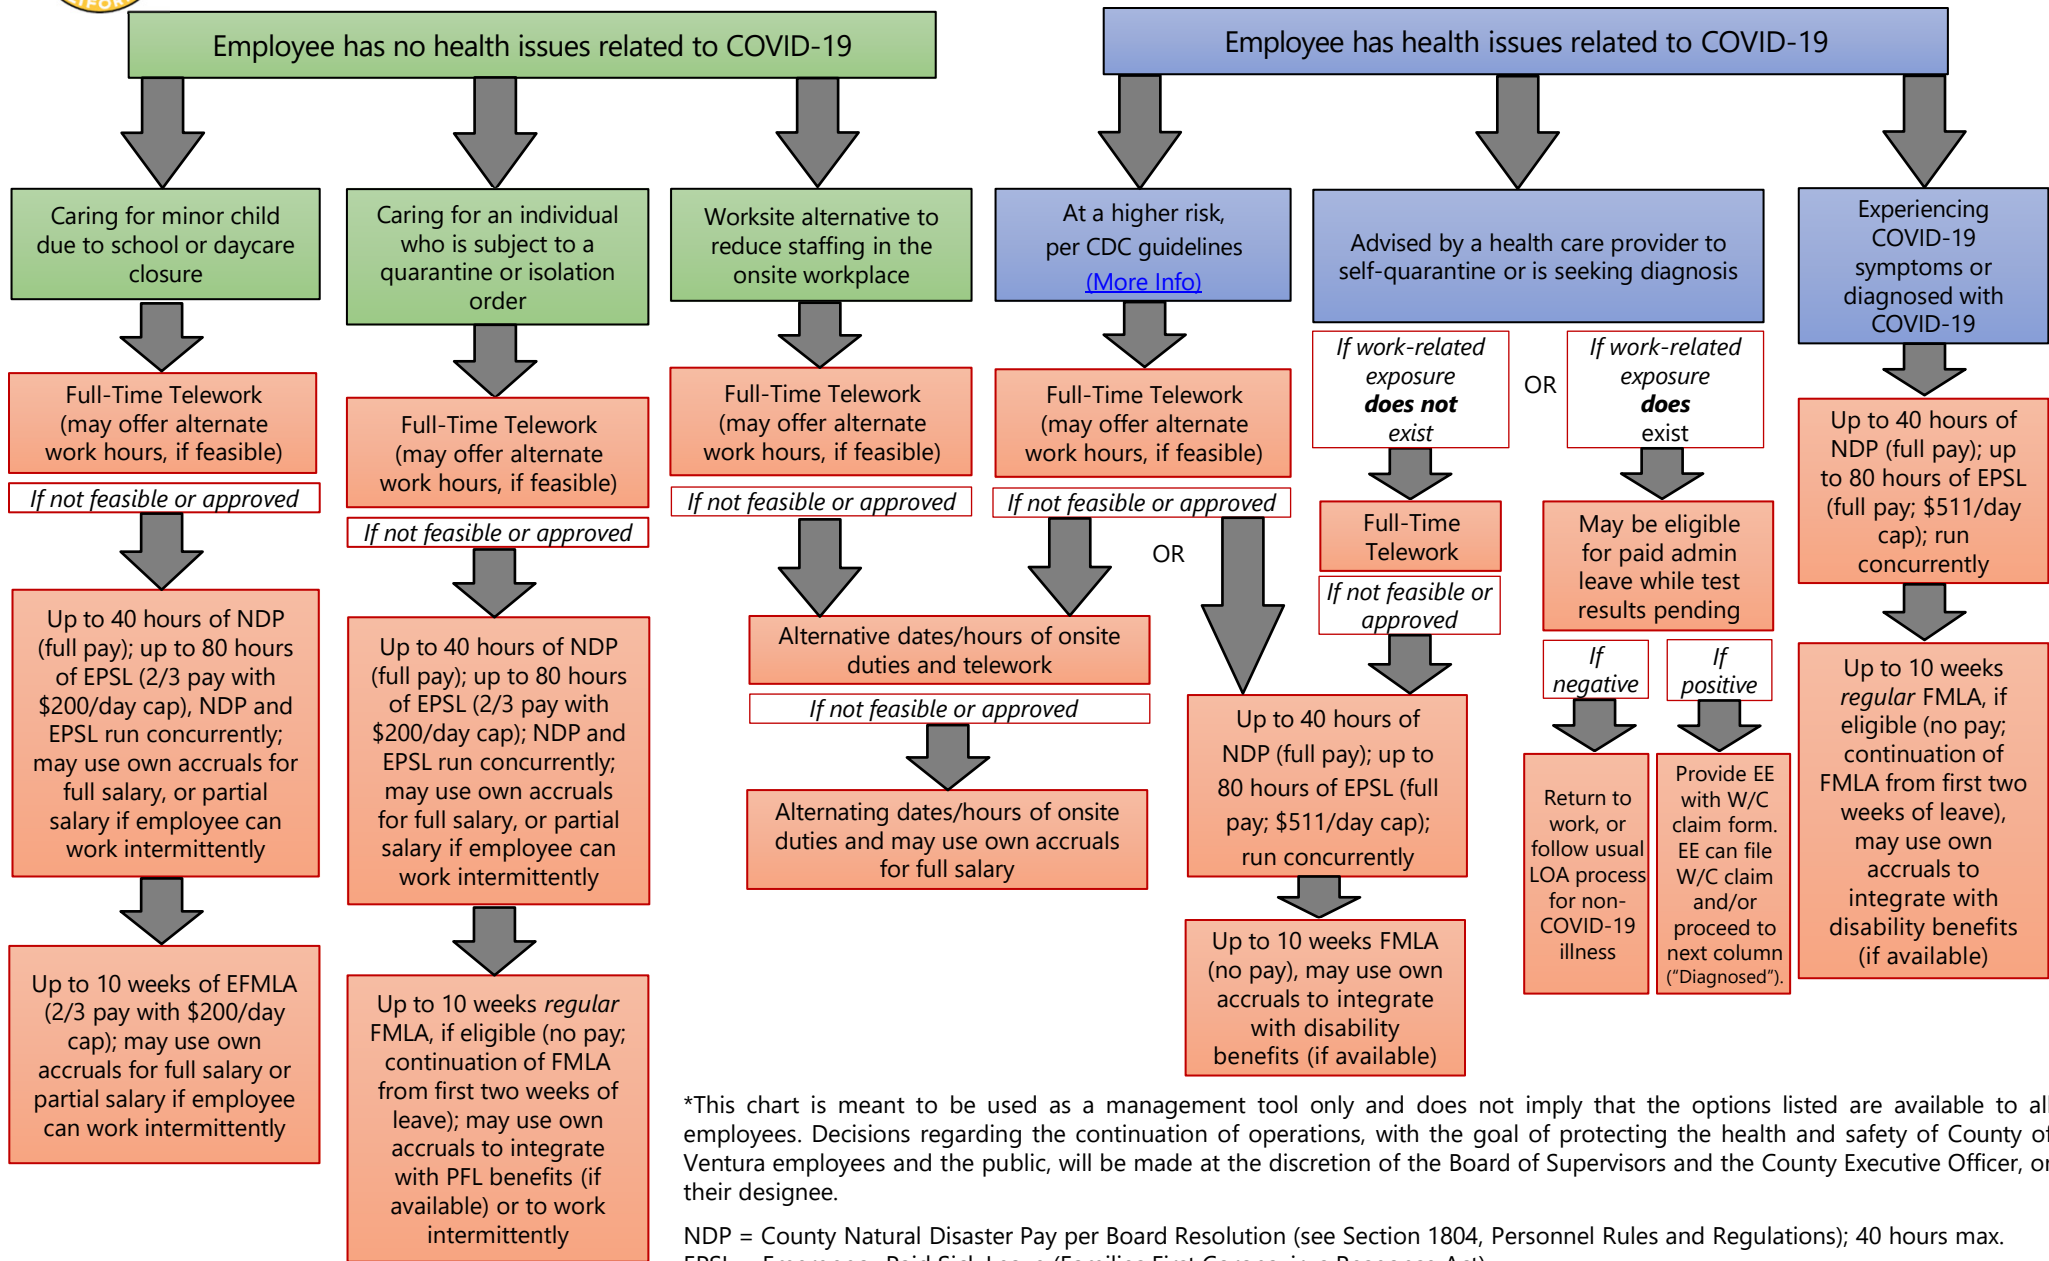 Employee has no health issues related to COVID-19
Employee has health issues related to COVID-19
Caring for minor child
due to school or daycare
closure
Full-Time Telework
(may offer alternate
work hours, if feasible)
If not feasible or approved
Up to 40 hours of NDP
(full pay); up to 80 hours
of EPSL (2/3 pay with
$200/day cap), NDP and
EPSL run concurrently;
may use own accruals for
full salary, or partial
salary if employee can
work intermittently
Up to 10 weeks of EFMLA
(2/3 pay with $200/day
cap); may use own
accruals for full salary or
partial salary if employee
can work intermittently
Caring for an individual
who is subject to a
quarantine or isolation
order
Full-Time Telework
(may offer alternate
work hours, if feasible)
If not feasible or approved
Up to 40 hours of NDP
(full pay); up to 80 hours
of EPSL (2/3 pay with
$200/day cap); NDP and
EPSL run concurrently;
may use own accruals
for full salary, or partial
salary if employee can
work intermittently
Up to 10 weeks regular
FMLA, if eligible (no pay;
continuation of FMLA
from first two weeks of
leave); may use own
accruals to integrate
with PFL benefits (if
available) or to work
intermittently
Worksite alternative to
reduce staffing in the
onsite workplace
Full-Time Telework
(may offer alternate
work hours, if feasible)
If not feasible or approved
At a higher risk,
per CDC guidelines
(More Info)
Full-Time Telework
(may offer alternate
work hours, if feasible)
If not feasible or approved
OR
Alternative dates/hours of onsite
duties and telework
If not feasible or approved
Alternating dates/hours of onsite
duties and may use own accruals
for full salary
Advised by a health care provider to
self-quarantine or is seeking diagnosis
If work-related
exposure
does not
exist
OR
If work-related
exposure
does
exist
Full-Time
Telework
If not feasible or
approved
Up to 40 hours of
NDP (full pay); up to
80 hours of EPSL (full
pay; $511/day cap);
run concurrently
Up to 10 weeks FMLA
(no pay), may use own
accruals to integrate
with disability
benefits (if available)
May be eligible
for paid admin
leave while test
results pending
If
negative
If
positive
Return to
work, or
follow usual
LOA process
for non-
COVID-19
illness
Provide EE
with W/C
claim form.
EE can file
W/C claim
and/or
proceed to
next column
("Diagnosed").
Experiencing
COVID-19
symptoms or
diagnosed with
COVID-19
Up to 40 hours of
NDP (full pay); up
to 80 hours of EPSL
(full pay; $511/day
cap); run
concurrently
Up to 10 weeks
regular FMLA, if
eligible (no pay;
continuation of
FMLA from first two
weeks of leave),
may use own
accruals to
integrate with
disability benefits
(if available)
*This chart is meant to be used as a management tool only and does not imply that the options listed are available to all
employees. Decisions regarding the continuation of operations, with the goal of protecting the health and safety of County of
Ventura employees and the public, will be made at the discretion of the Board of Supervisors and the County Executive Officer, or
their designee.
NDP = County Natural Disaster Pay per Board Resolution (see Section 1804, Personnel Rules and Regulations); 40 hours max.